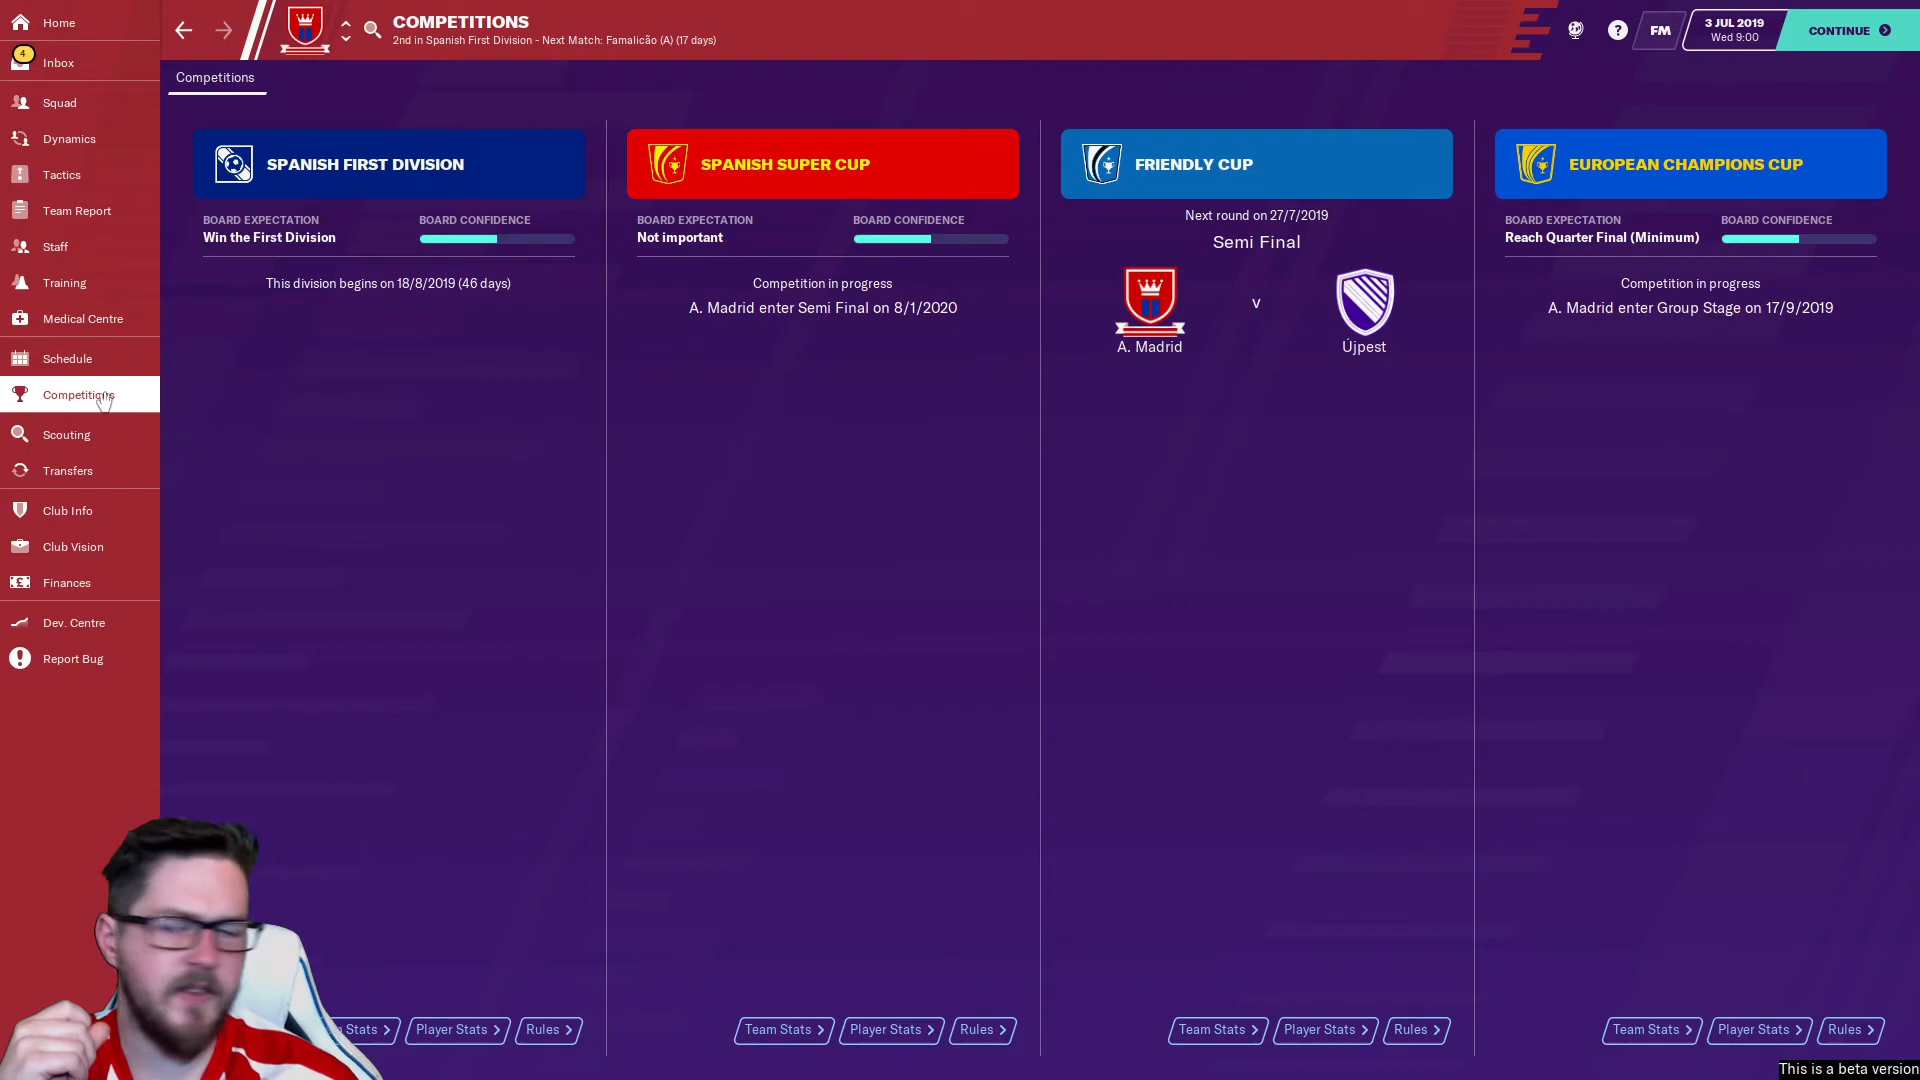 Home
4
Inbox
Squad
Dynamics
Tactics
Team Report
Staff
Training
Medical Centre
Schedule
Competitions
Scouting
Transfers
Club Info
Club Vision
Finances
Dev. Centre
Report Bug
COMPETITIONS
2nd in Spanish First Division - Next Match: Famalicão (A) (17 days)
?
FM
3 JUL 2019
Wed 9:00
CONTINUE
Competitions
SPANISH FIRST DIVISION
BOARD EXPECTATION BOARD CONFIDENCE
Win the First Division
This division begins on 18/8/2019 (46 days)
Stats Player Stats Rules
SPANISH SUPER CUP
BOARD EXPECTATION BOARD CONFIDENCE
Not important
Competition in progress
A. Madrid enter Semi Final on 8/1/2020
Team Stats Player Stats Rules
FRIENDLY CUP
Next round on 27/7/2019
Semi Final
v
A. Madrid Újpest
Team Stats Player Stats Rules
EUROPEAN CHAMPIONS CUP
BOARD EXPECTATION BOARD CONFIDENCE
Reach Quarter Final (Minimum)
Competition in progress
A. Madrid enter Group Stage on 17/9/2019
Team Stats Player Stats Rules
This is a beta version